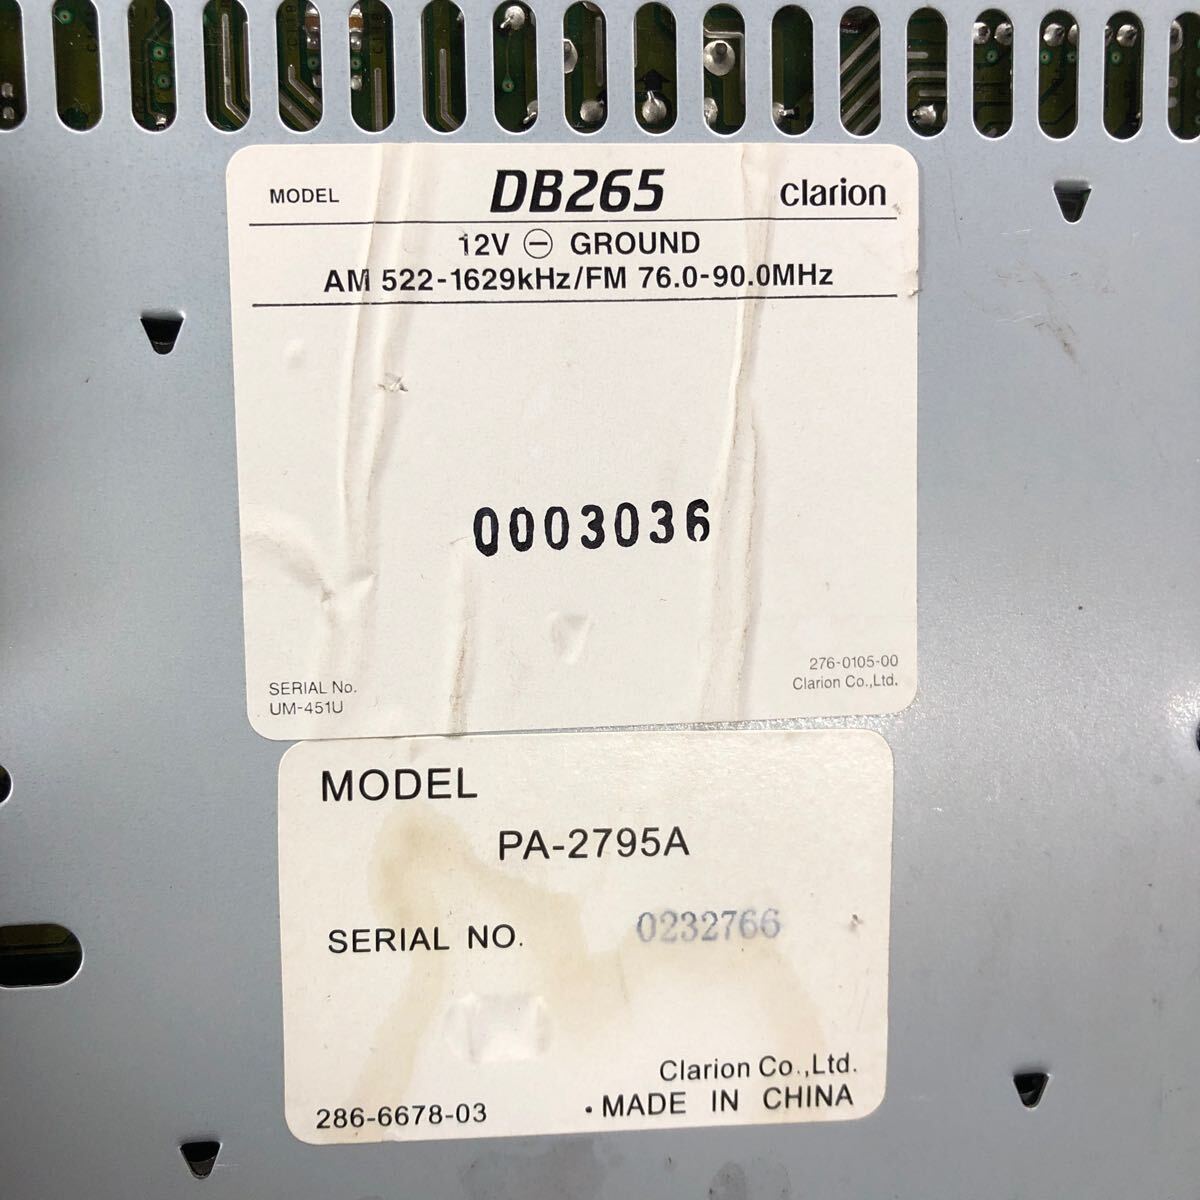 MODEL DB265 Clarion
12V ⊖ GROUND
AM 522-1629kHz/FM 76.0-90.0MHz
0003036
276-0105-00
SERIAL No. Clarion Co.,Ltd.
UM-451U
MODEL
PA-2795A
SERIAL NO. 0232766
Clarion Co.,Ltd.
286-6678-03 • MADE IN CHINA